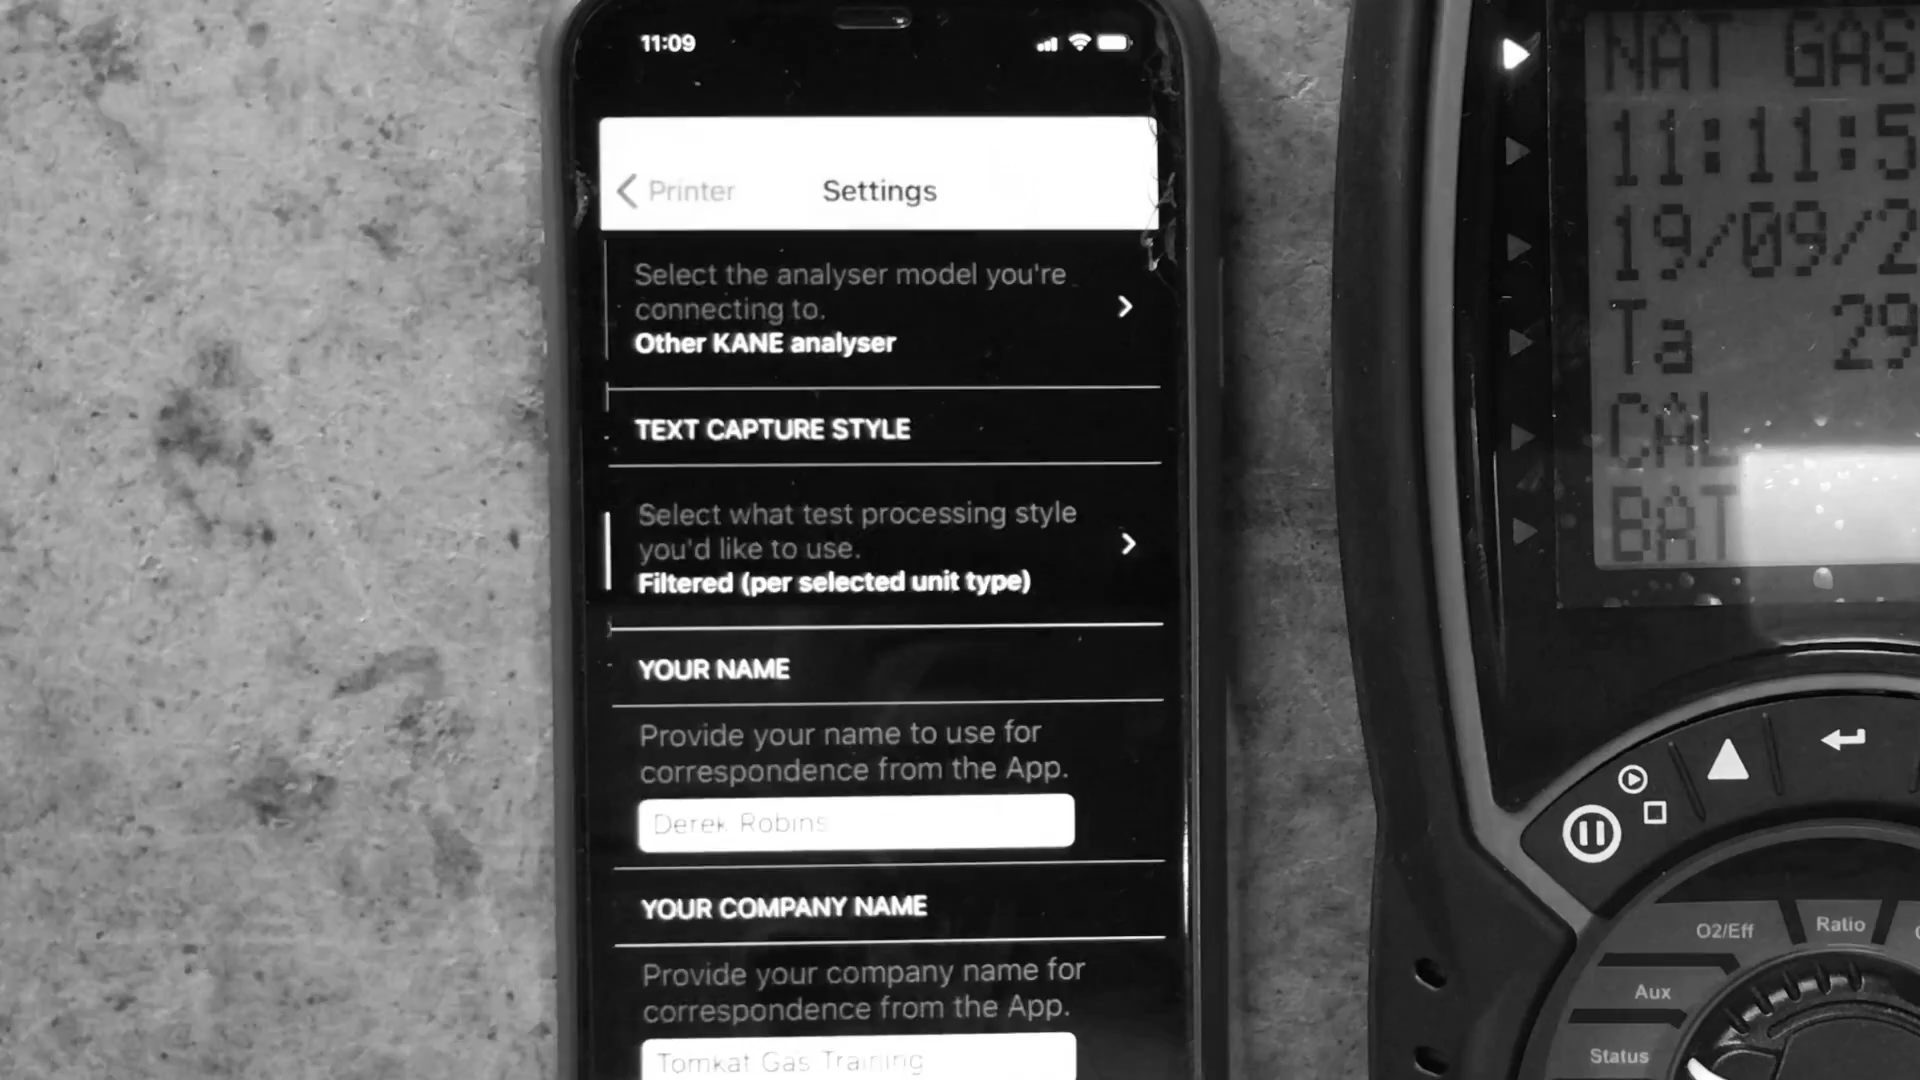 11:09
Printer
Settings
Select the analyser model you're
connecting to.
Other KANE analyser
TEXT CAPTURE STYLE
Select what test processing style
you'd like to use.
Filtered (per selected unit type)
YOUR NAME
Provide your name to use for
correspondence from the App.
Derek Robins
YOUR COMPANY NAME
Provide your company name for
correspondence from the App.
Tomkat Gas Training
NAT GAS
11:11:5
19/09/2
Ta 29
CAL
BAT
O2/Eff
Ratio
Aux
Status